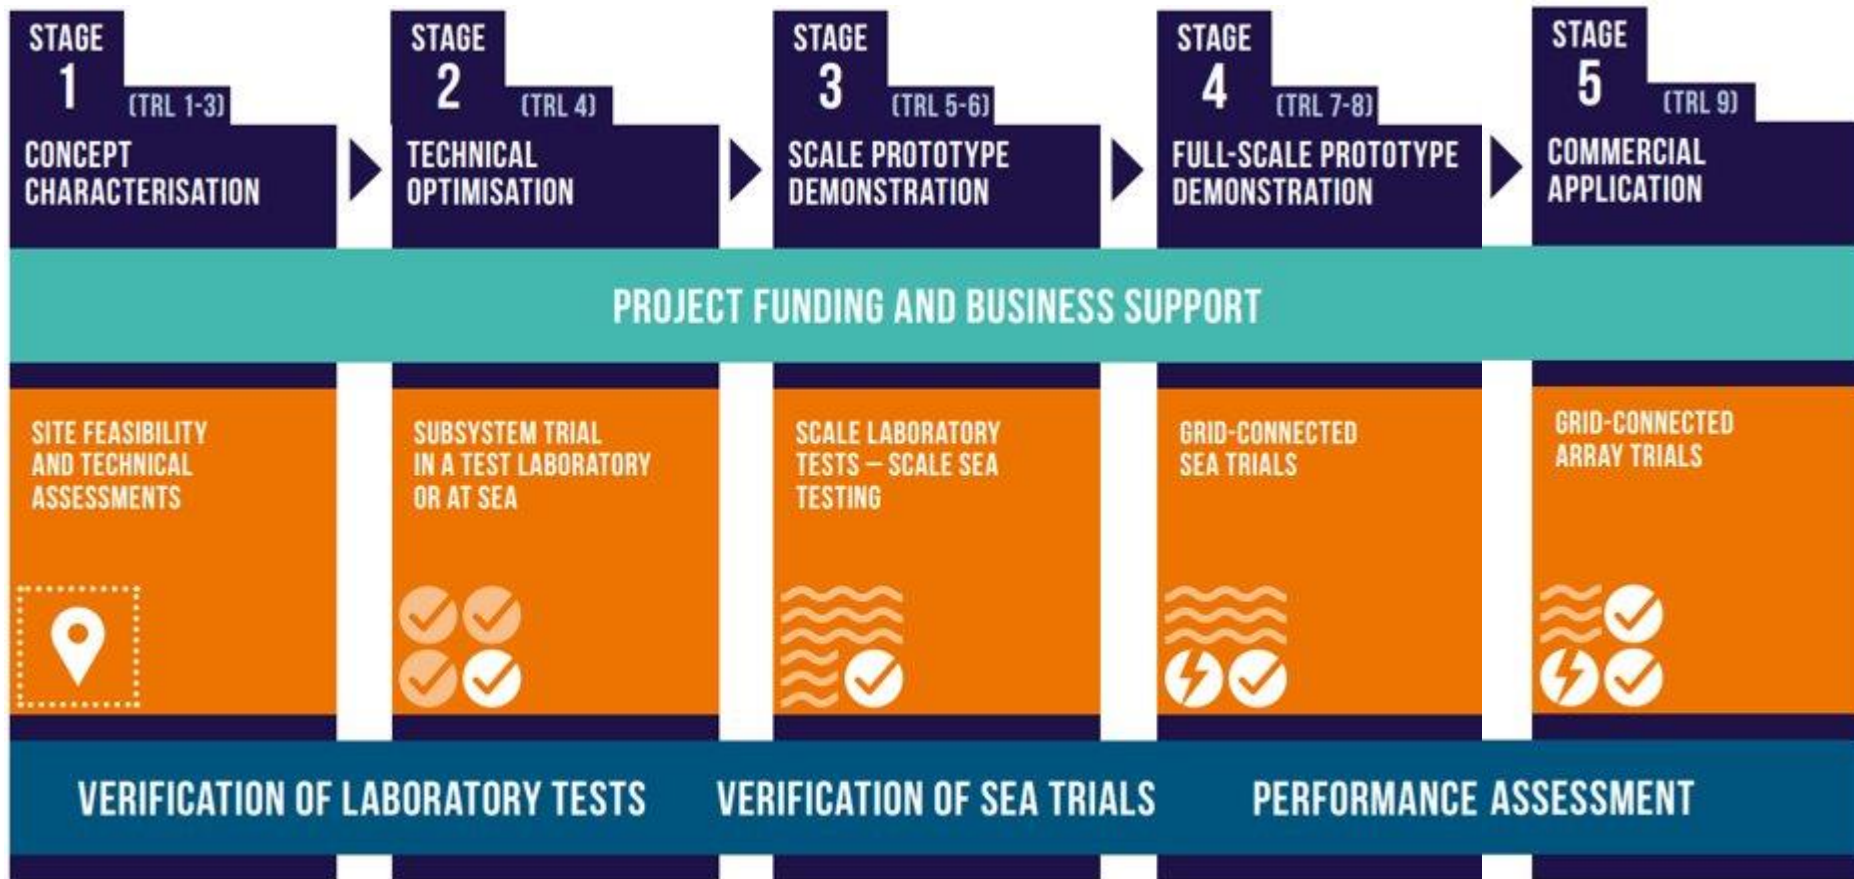 STAGE
1
(TRL 1-3)
CONCEPT
CHARACTERISATION
STAGE
2
(TRL 4)
TECHNICAL
OPTIMISATION
STAGE
3
(TRL 5-6)
SCALE PROTOTYPE
DEMONSTRATION
STAGE
4
(TRL 7-8)
FULL-SCALE PROTOTYPE
DEMONSTRATION
STAGE
5
(TRL 9)
COMMERCIAL
APPLICATION
PROJECT FUNDING AND BUSINESS SUPPORT
SITE FEASIBILITY
AND TECHNICAL
ASSESSMENTS
SUBSYSTEM TRIAL
IN A TEST LABORATORY
OR AT SEA
SCALE LABORATORY
TESTS – SCALE SEA
TESTING
GRID-CONNECTED
SEA TRIALS
GRID-CONNECTED
ARRAY TRIALS
VERIFICATION OF LABORATORY TESTS
VERIFICATION OF SEA TRIALS
PERFORMANCE ASSESSMENT